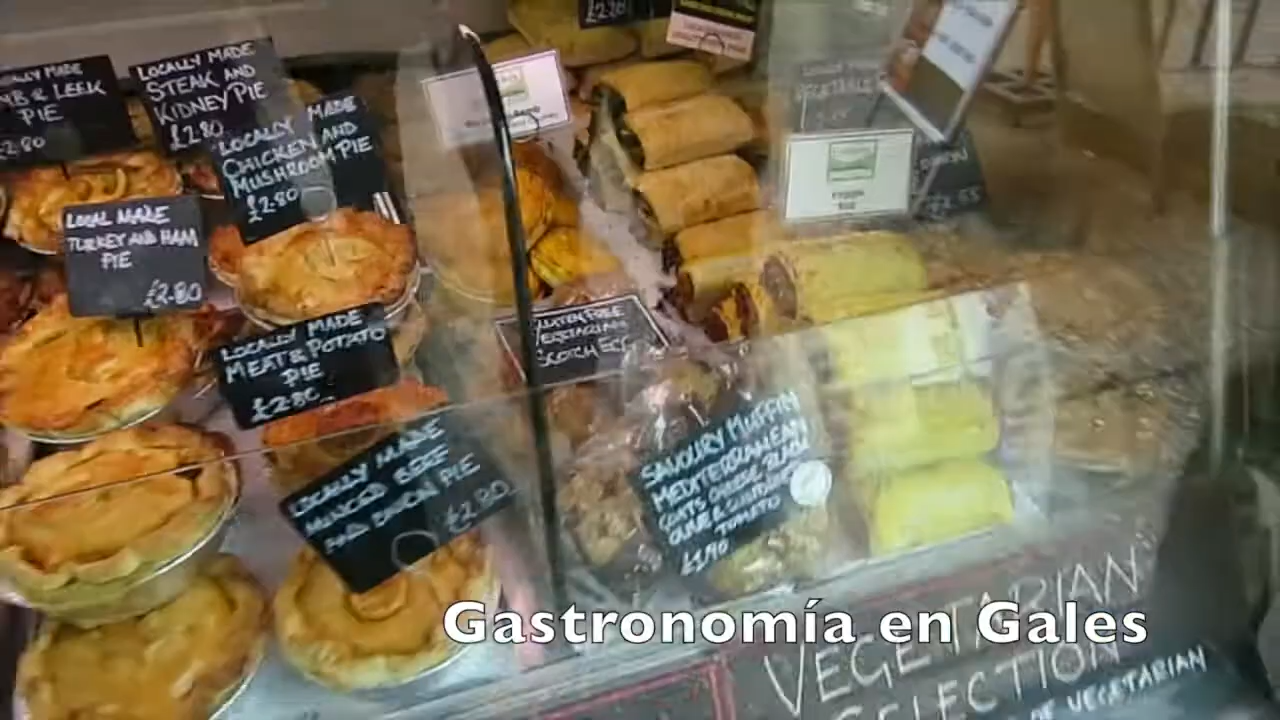 £2.80
LOCALLY MADE
STEAK AND
KIDNEY PIE
£2.80
& LEEK
PIE
£2.80
LOCALLY MADE
CHICKEN AND
MUSHROOM PIE
£2.80
LOCAL MADE
TURKEY AND HAM
PIE
£2.80
LOCALLY MADE
MEAT & POTATO
PIE
£2.80
GLUTEN FREE
VEGETARIAN
SCOTCH EGG
LOCALLY MADE
MINCED BEEF
AND ONION PIE
£2.80
SAVOURY MUFFIN
MEDITERRANEAN
GOATS CHEESE, BLACK
OLIVE &
TOMATO
£1.90
Gastronomía en Gales
VEGETARIAN
SELECTION
OF VEGETARIAN